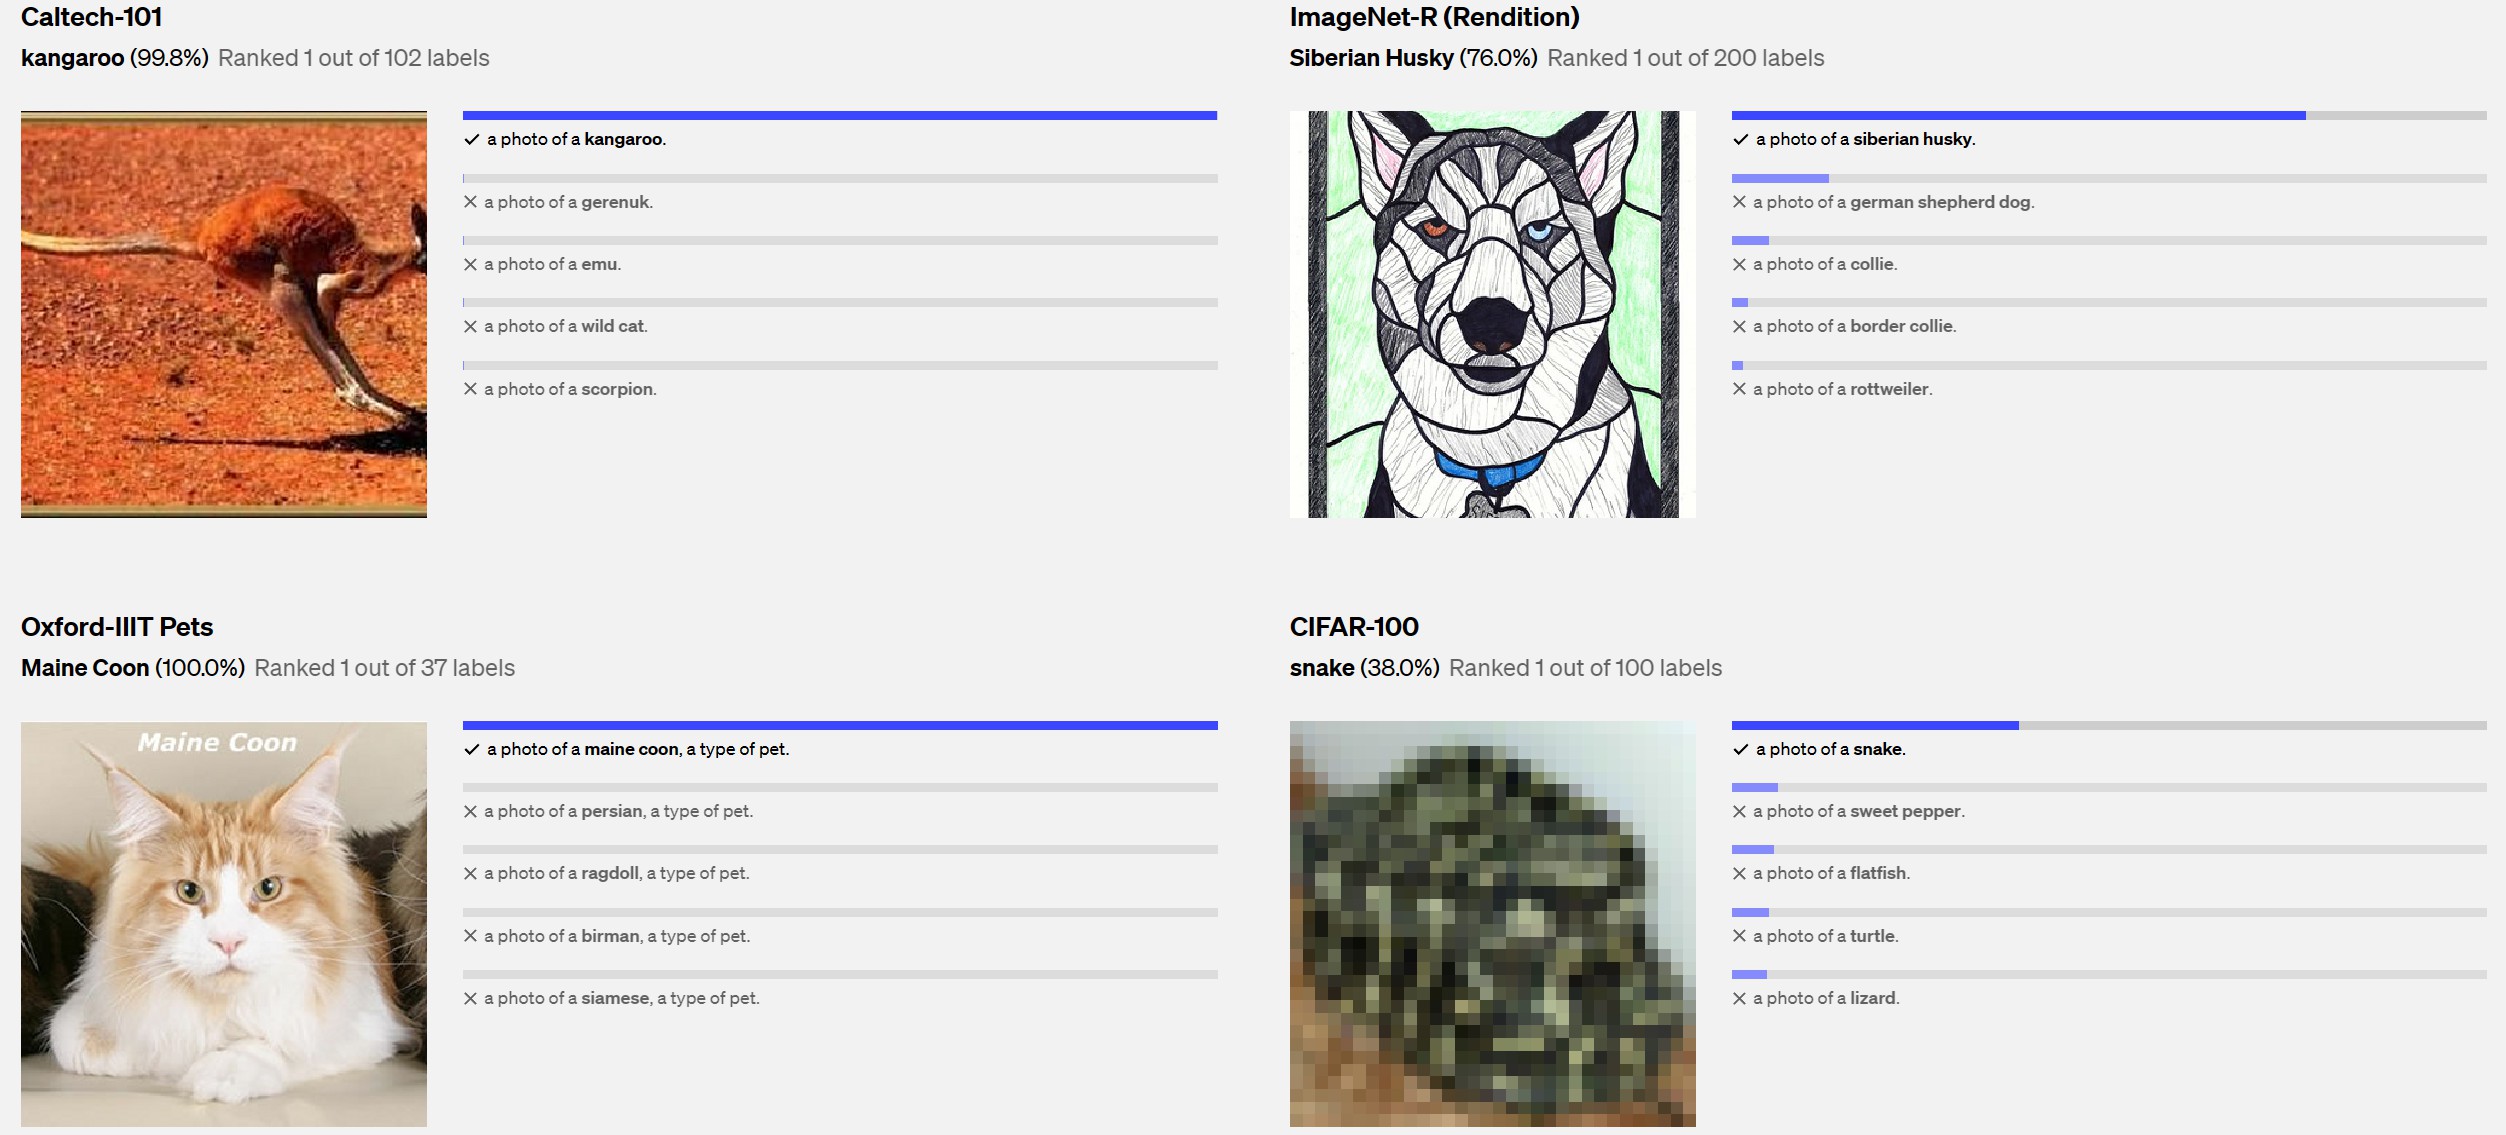 Caltech-101
kangaroo (99.8%) Ranked 1 out of 102 labels
✓ a photo of a kangaroo.
× a photo of a gerenuk.
× a photo of a emu.
× a photo of a wild cat.
× a photo of a scorpion.
ImageNet-R (Rendition)
Siberian Husky (76.0%) Ranked 1 out of 200 labels
✓ a photo of a siberian husky.
× a photo of a german shepherd dog.
× a photo of a collie.
× a photo of a border collie.
× a photo of a rottweiler.
Oxford-IIIT Pets
Maine Coon (100.0%) Ranked 1 out of 37 labels
Maine Coon
✓ a photo of a maine coon, a type of pet.
× a photo of a persian, a type of pet.
× a photo of a ragdoll, a type of pet.
× a photo of a birman, a type of pet.
× a photo of a siamese, a type of pet.
CIFAR-100
snake (38.0%) Ranked 1 out of 100 labels
✓ a photo of a snake.
× a photo of a sweet pepper.
× a photo of a flatfish.
× a photo of a turtle.
× a photo of a lizard.